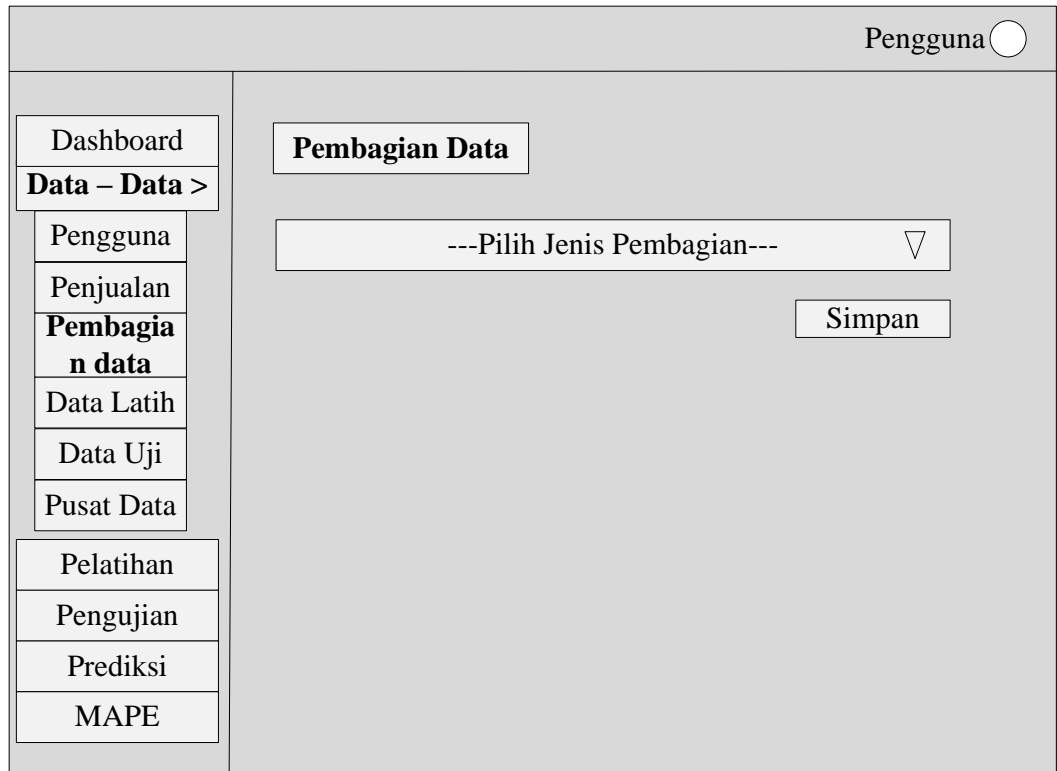 Pengguna
Dashboard
Data – Data >
Pengguna
Penjualan
Pembagia
n data
Data Latih
Data Uji
Pusat Data
Pelatihan
Pengujian
Prediksi
MAPE
Pembagian Data
---Pilih Jenis Pembagian---
Simpan